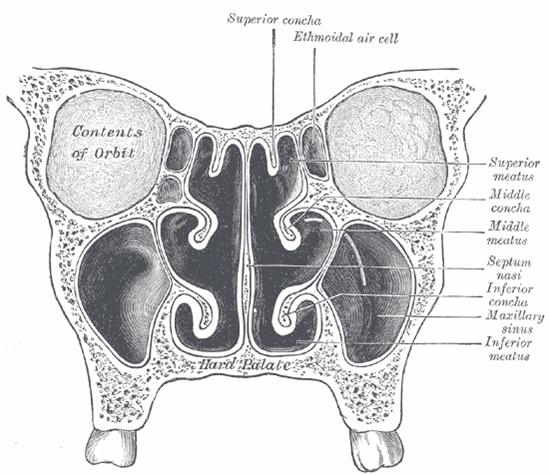 Superior concha
Ethmoidal air cell
Contents
of Orbit
Superior
meatus
Middle
concha
Middle
meatus
Septum
nasi
Inferior
concha
Maxillary
sinus
Inferior
meatus
Hard Palate